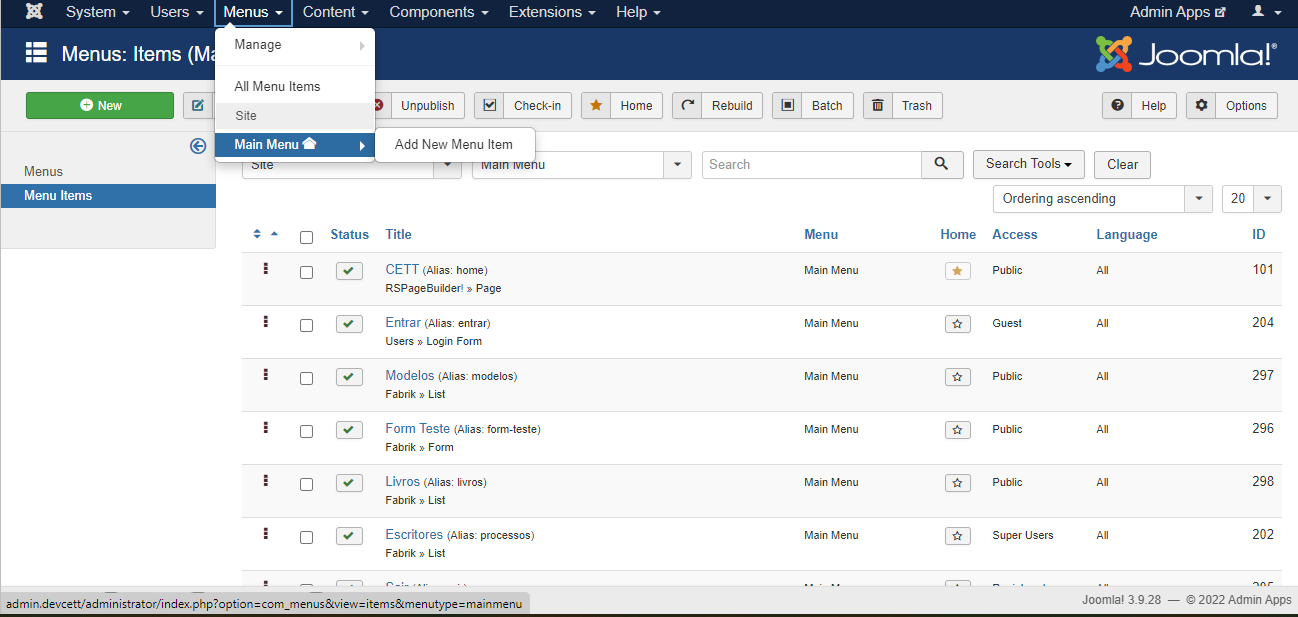 System Users Menus Content Components Extensions Help Admin Apps
Menus: Items (Ma
Joomla!®
Manage
All Menu Items
Site
Main Menu
Add New Menu Item
New Unpublish Check-in Home Rebuild Batch Trash Help Options
Menus
Menu Items
Site Main Menu Search Search Tools Clear
Ordering ascending 20
Status Title Menu Home Access Language ID
CETT (Alias: home) Main Menu Public All 101
RSPageBuilder! » Page
Entrar (Alias: entrar) Main Menu Guest All 204
Users » Login Form
Modelos (Alias: modelos) Main Menu Public All 297
Fabrik » List
Form Teste (Alias: form-teste) Main Menu Public All 296
Fabrik » Form
Livros (Alias: livros) Main Menu Public All 298
Fabrik » List
Escritores (Alias: processos) Main Menu Super Users All 202
Fabrik » List
admin.devcett/administrator/index.php?option=com_menus&view=items&menutype=mainmenu
Joomla! 3.9.28 — © 2022 Admin Apps